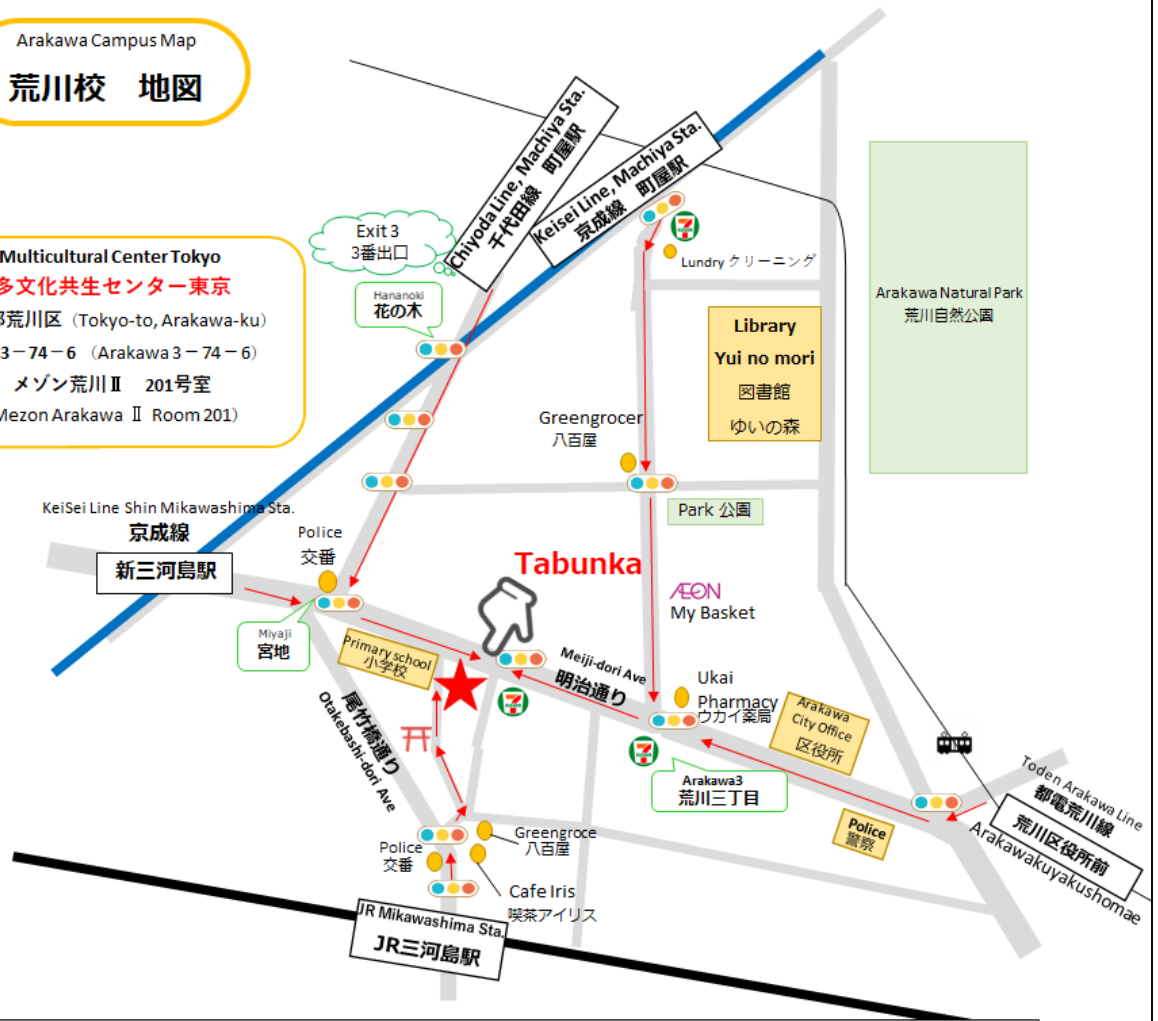 Arakawa Campus Map
荒川校　地図
Multicultural Center Tokyo
多文化共生センター東京
荒川区（Tokyo-to, Arakawa-ku）
3－74－6 （Arakawa 3－74－6）
メゾン荒川Ⅱ　201号室
Mezon Arakawa Ⅱ Room 201）
Exit 3
3番出口
Chiyoda Line, Machiya Sta.
千代田線　町屋駅
Keisei Line, Machiya Sta.
京成線　町屋駅
Hananoki
花の木
Lundry クリーニング
Arakawa Natural Park
荒川自然公園
Library
Yui no mori
図書館
ゆいの森
Greengrocer
八百屋
Park 公園
KeiSei Line Shin Mikawashima Sta.
京成線
新三河島駅
Police
交番
Miyaji
宮地
Tabunka
ÆON
My Basket
Primary school
小学校
Meiji-dori Ave
明治通り
Ukai
Pharmacy
ウカイ薬局
Arakawa
City Office
区役所
尾竹橋通り
Otakebashi-dori Ave
Arakawa3
荒川三丁目
Police
警察
Toden Arakawa Line
都電荒川線
荒川区役所前
Arakawakuyakushomae
Greengroce
八百屋
Police
交番
Cafe Iris
喫茶アイリス
JR Mikawashima Sta.
JR三河島駅